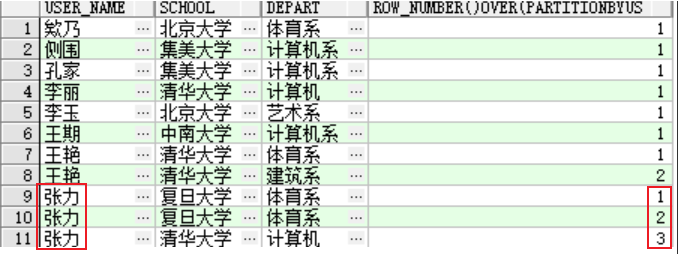 USER_NAME SCHOOL DEPART ROW_NUMBER()OVER(PARTITIONBYUS
1 欸乃 … 北京大学 … 体育系 … 1
2 侧围 … 集美大学 … 计算机系 … 1
3 孔家 … 集美大学 … 计算机系 … 1
4 李丽 … 清华大学 … 计算机 … 1
5 李玉 … 北京大学 … 艺术系 … 1
6 王期 … 中南大学 … 计算机系 … 1
7 王艳 … 清华大学 … 体育系 … 1
8 王艳 … 清华大学 … 建筑系 … 2
9 张力 … 复旦大学 … 体育系 … 1
10 张力 … 复旦大学 … 体育系 … 2
11 张力 … 清华大学 … 计算机 … 3